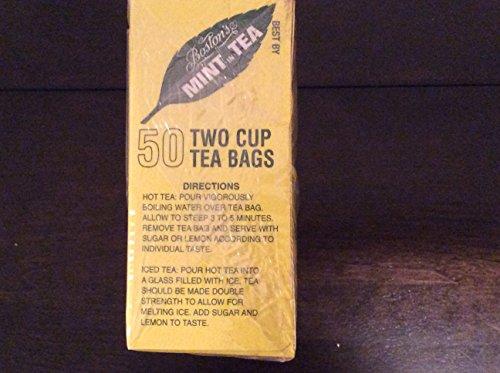 Boston's
MINT IN TEA
BEST BY
50 TWO CUP
TEA BAGS
DIRECTIONS
HOT TEA: POUR VIGOROUSLY
BOILING WATER OVER TEA BAG.
ALLOW TO STEEP 3 TO 5 MINUTES.
REMOVE TEA BAG AND SERVE WITH
SUGAR OR LEMON ACCORDING TO
INDIVIDUAL TASTE.
ICED TEA: POUR HOT TEA INTO
A GLASS FILLED WITH ICE. TEA
SHOULD BE MADE DOUBLE
STRENGTH TO ALLOW FOR
MELTING ICE. ADD SUGAR AND
LEMON TO TASTE.